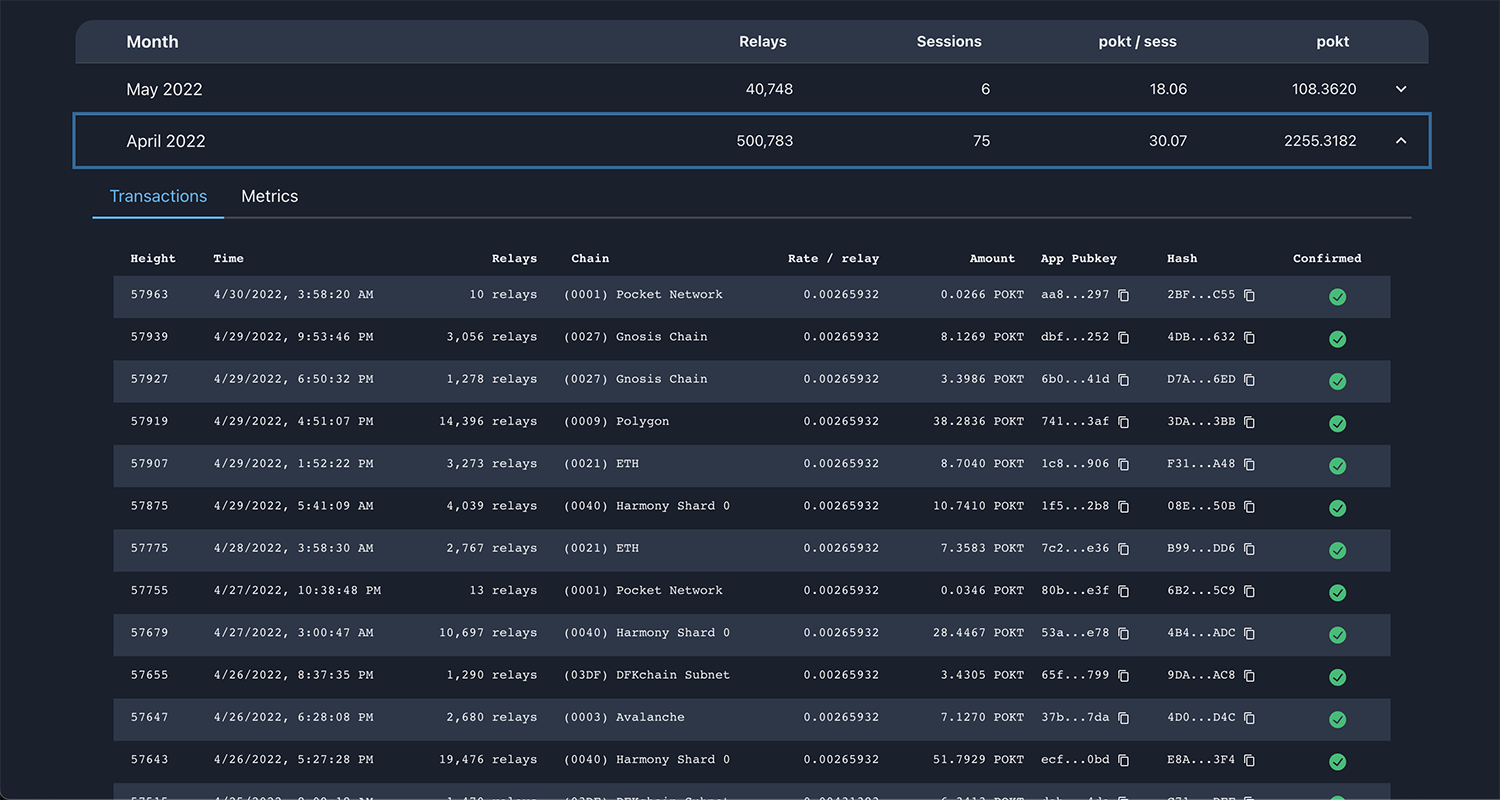 Month Relays Sessions pokt / sess pokt
May 2022 40,748 6 18.06 108.3620
April 2022 500,783 75 30.07 2255.3182
Transactions Metrics
Height Time Relays Chain Rate / relay Amount App Pubkey Hash Confirmed
57963 4/30/2022, 3:58:20 AM 10 relays (0001) Pocket Network 0.00265932 0.0266 POKT aa8...297 2BF...C55
57939 4/29/2022, 9:53:46 PM 3,056 relays (0027) Gnosis Chain 0.00265932 8.1269 POKT dbf...252 4DB...632
57927 4/29/2022, 6:50:32 PM 1,278 relays (0027) Gnosis Chain 0.00265932 3.3986 POKT 6b0...41d D7A...6ED
57919 4/29/2022, 4:51:07 PM 14,396 relays (0009) Polygon 0.00265932 38.2836 POKT 741...3af 3DA...3BB
57907 4/29/2022, 1:52:22 PM 3,273 relays (0021) ETH 0.00265932 8.7040 POKT 1c8...906 F31...A48
57875 4/29/2022, 5:41:09 AM 4,039 relays (0040) Harmony Shard 0 0.00265932 10.7410 POKT 1f5...2b8 08E...50B
57775 4/28/2022, 3:58:30 AM 2,767 relays (0021) ETH 0.00265932 7.3583 POKT 7c2...e36 B99...DD6
57755 4/27/2022, 10:38:48 PM 13 relays (0001) Pocket Network 0.00265932 0.0346 POKT 80b...e3f 6B2...5C9
57679 4/27/2022, 3:00:47 AM 10,697 relays (0040) Harmony Shard 0 0.00265932 28.4467 POKT 53a...e78 4B4...ADC
57655 4/26/2022, 8:37:35 PM 1,290 relays (03DF) DFKchain Subnet 0.00265932 3.4305 POKT 65f...799 9DA...AC8
57647 4/26/2022, 6:28:08 PM 2,680 relays (0003) Avalanche 0.00265932 7.1270 POKT 37b...7da 4D0...D4C
57643 4/26/2022, 5:27:28 PM 19,476 relays (0040) Harmony Shard 0 0.00265932 51.7929 POKT ecf...0bd E8A...3F4